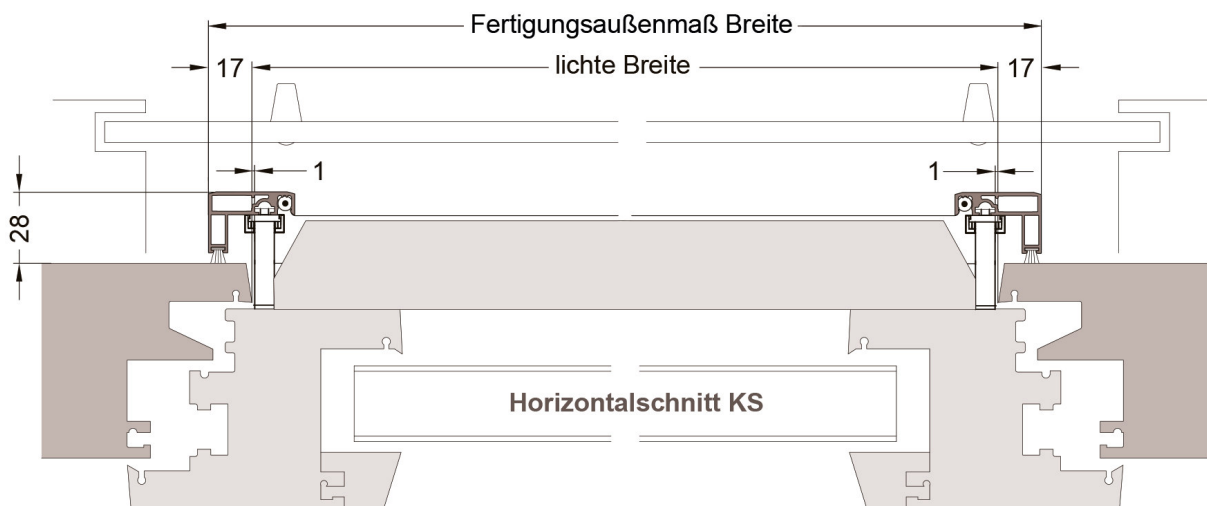 Fertigungsaußenmaß Breite
17 lichte Breite 17
1 1
28
Horizontalschnitt KS